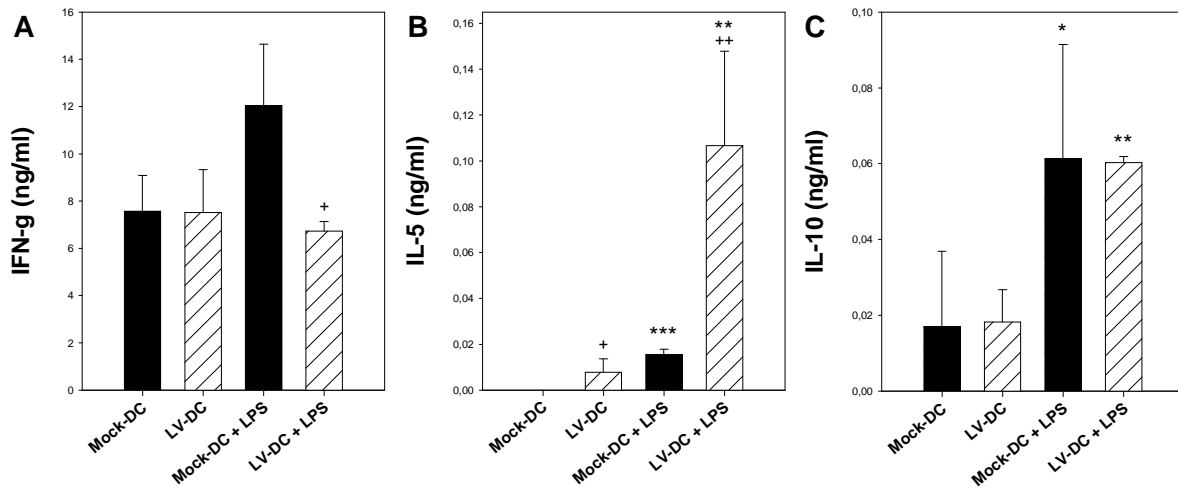 A
IFN-g (ng/ml)
16
14
12
10
8
6
4
2
0
+
Mock-DC
LV-DC
Mock-DC + LPS
LV-DC + LPS
B
IL-5 (ng/ml)
0,16
0,14
0,12
0,10
0,08
0,06
0,04
0,02
0,00
+
***
**
++
Mock-DC
LV-DC
Mock-DC + LPS
LV-DC + LPS
C
IL-10 (ng/ml)
0,10
0,08
0,06
0,04
0,02
0,00
*
**
Mock-DC
LV-DC
Mock-DC + LPS
LV-DC + LPS